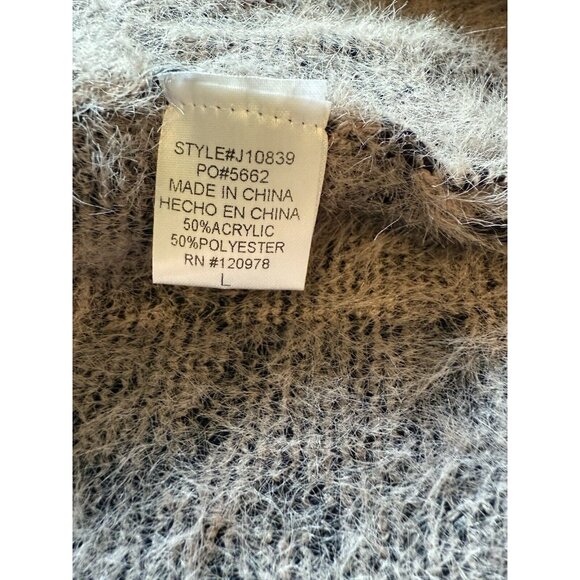 STYLE#J10839
PO#5662
MADE IN CHINA
HECHO EN CHINA
50%ACRYLIC
50%POLYESTER
RN #120978
L